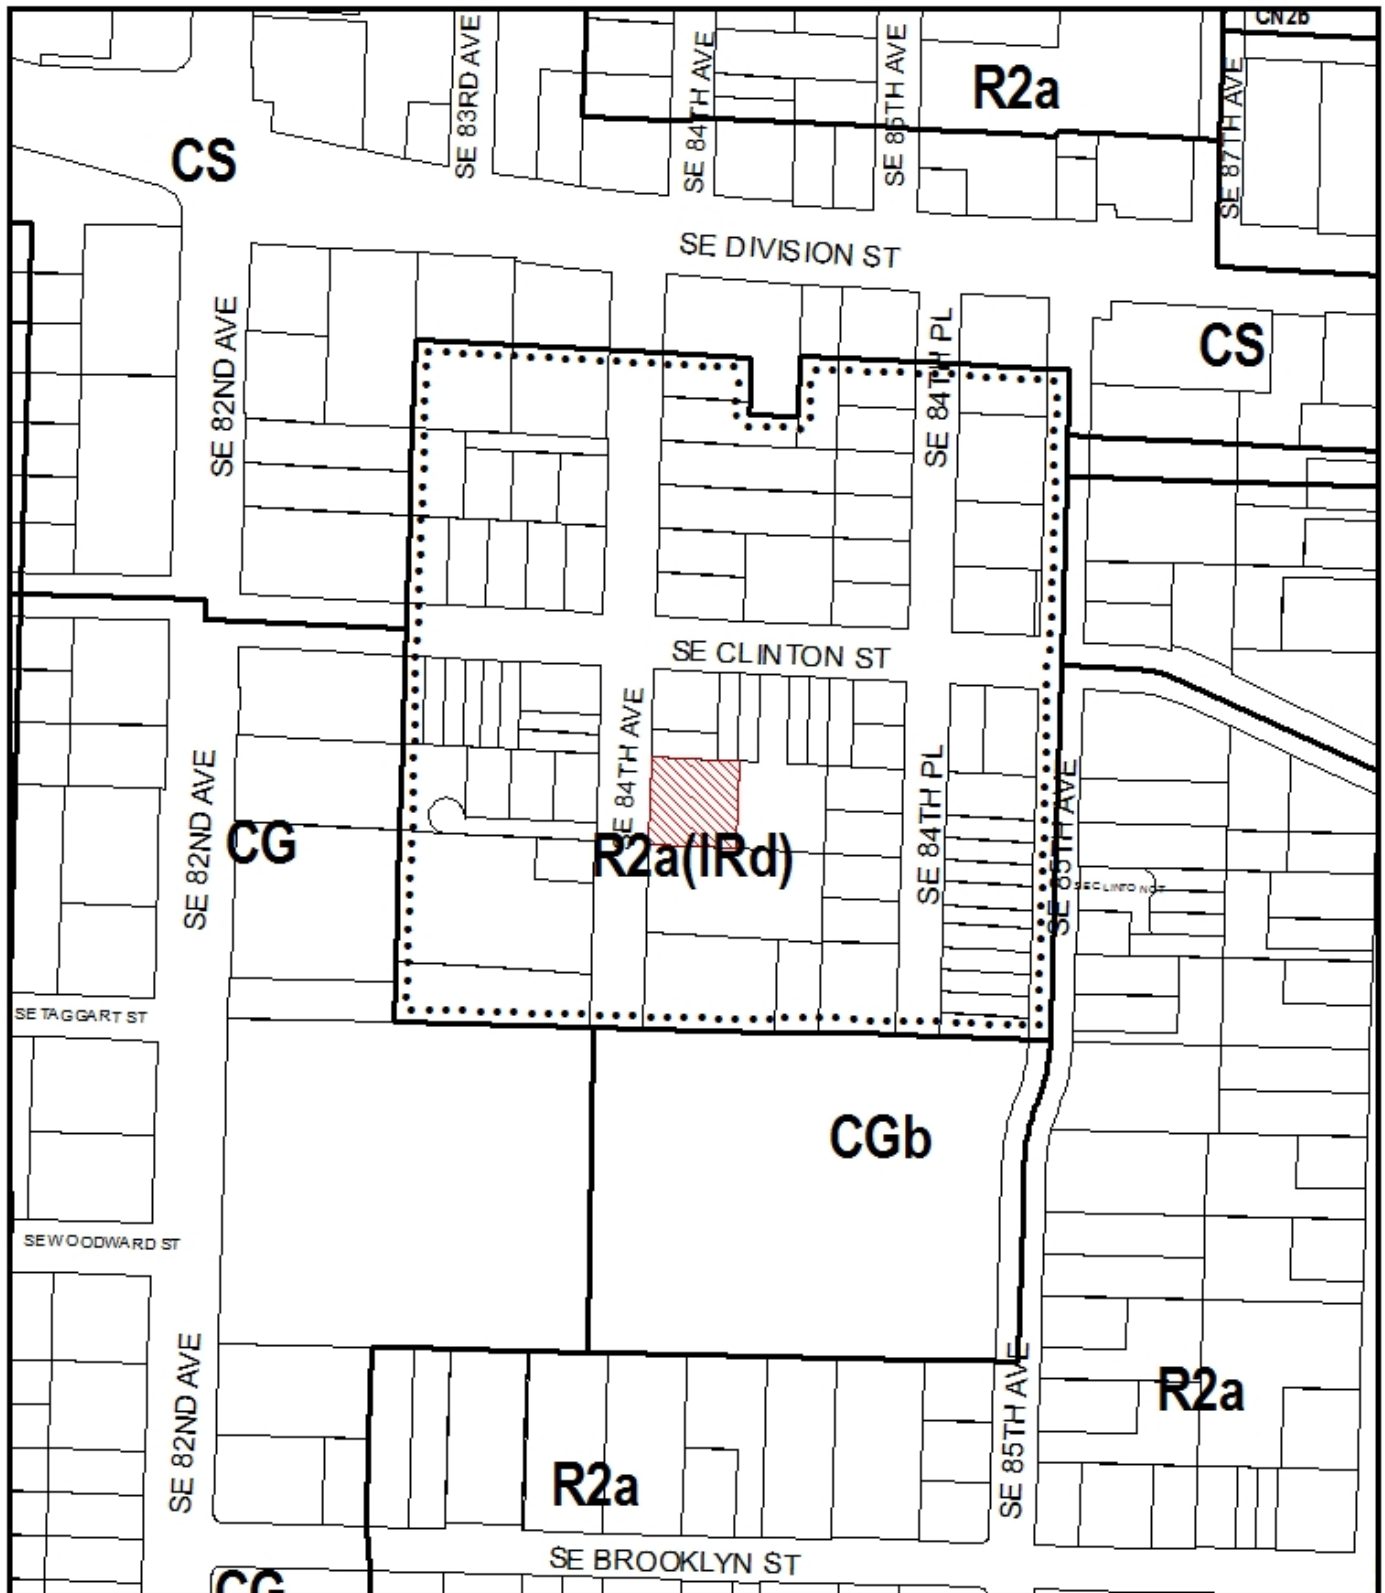 CN2b
SE 83RD AVE
SE 84TH AVE
SE 85TH AVE
R2a
SE 87TH AVE
CS
SE DIVISION ST
SE 82ND AVE
SE 84TH PL
CS
SE CLINTON ST
SE 84TH AVE
SE 82ND AVE
CG
R2a(IRd)
SE 84TH PL
SE 85TH AVE
SE CLINTON CT
SE TAGGART ST
CGb
SE WOODWARD ST
SE 82ND AVE
R2a
SE 85TH AVE
R2a
SE BROOKLYN ST
CG